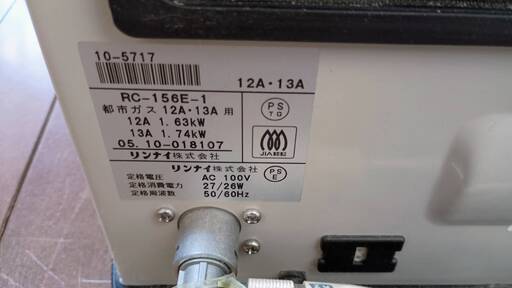 10-5717
12A・13A
RC-156E-1
都市ガス 12A・13A 用
12A 1. 63kW
13A 1. 74kW
05. 10-018107
リンナイ株式会社
PS
JIA認証
リンナイ株式会社
定格電圧 AC 100V
定格消費電力 27/26W
定格周波数 50/60Hz
PS
E